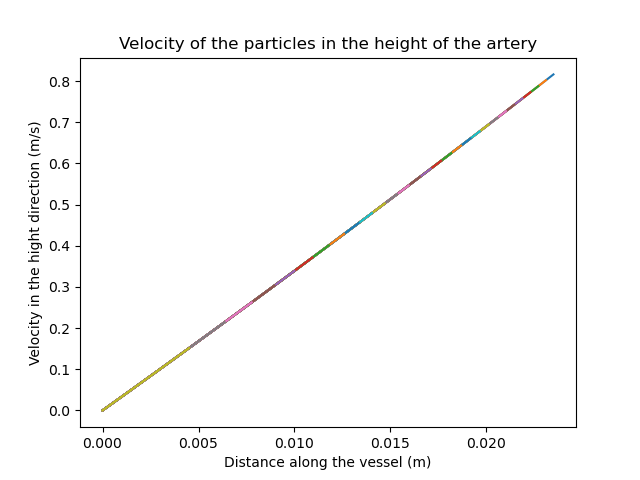 Velocity of the particles in the height of the artery
Velocity in the hight direction (m/s)
0.8
0.7
0.6
0.5
0.4
0.3
0.2
0.1
0.0
0.000 0.005 0.010 0.015 0.020
Distance along the vessel (m)